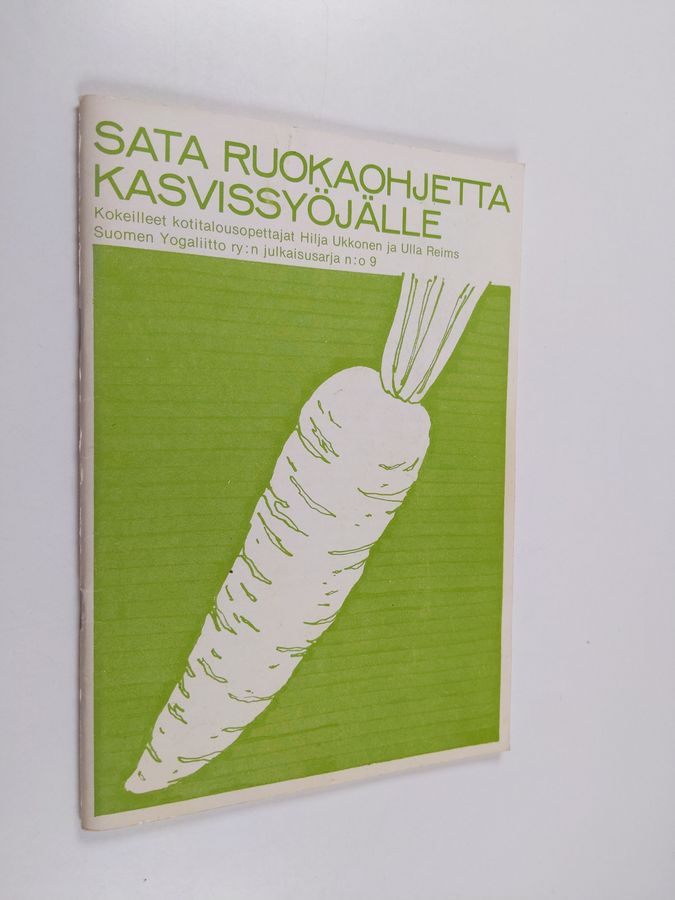 SATA RUOKAOHJETTA
KASVISSYÖJÄLLE
Kokeilleet kotitalousopettajat Hilja Ukkonen ja Ulla Reims
Suomen Yogaliitto ry:n julkaisusarja n:o 9